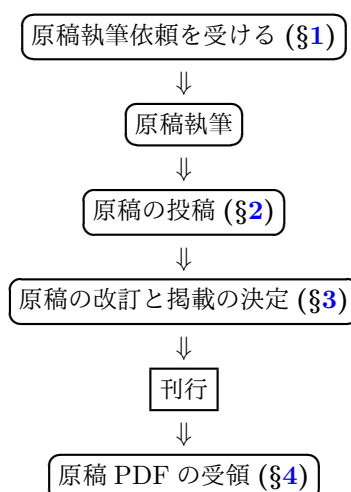 原稿執筆依頼を受ける (§1)
⇓
原稿執筆
⇓
原稿の投稿 (§2)
⇓
原稿の改訂と掲載の決定 (§3)
⇓
刊行
⇓
原稿 PDF の受領 (§4)